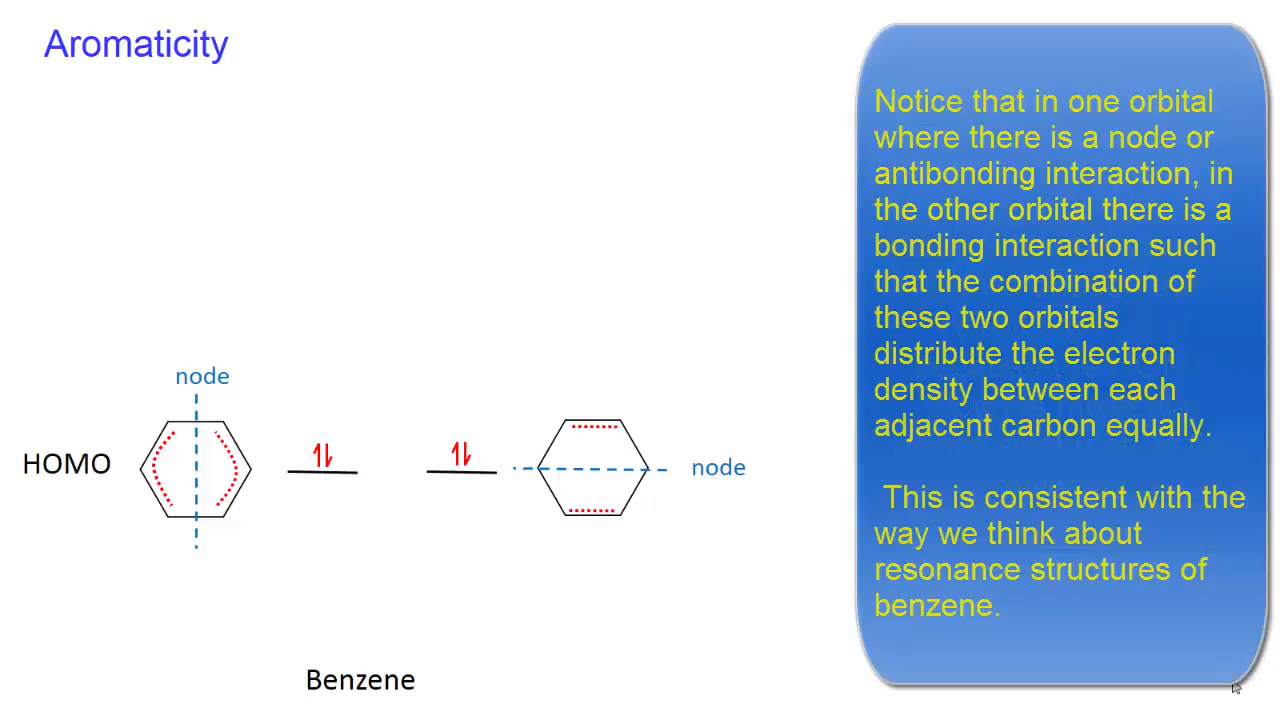 Aromaticity
Notice that in one orbital
where there is a node or
antibonding interaction, in
the other orbital there is a
bonding interaction such
that the combination of
these two orbitals
distribute the electron
density between each
adjacent carbon equally.
This is consistent with the
way we think about
resonance structures of
benzene.
node
HOMO
node
Benzene